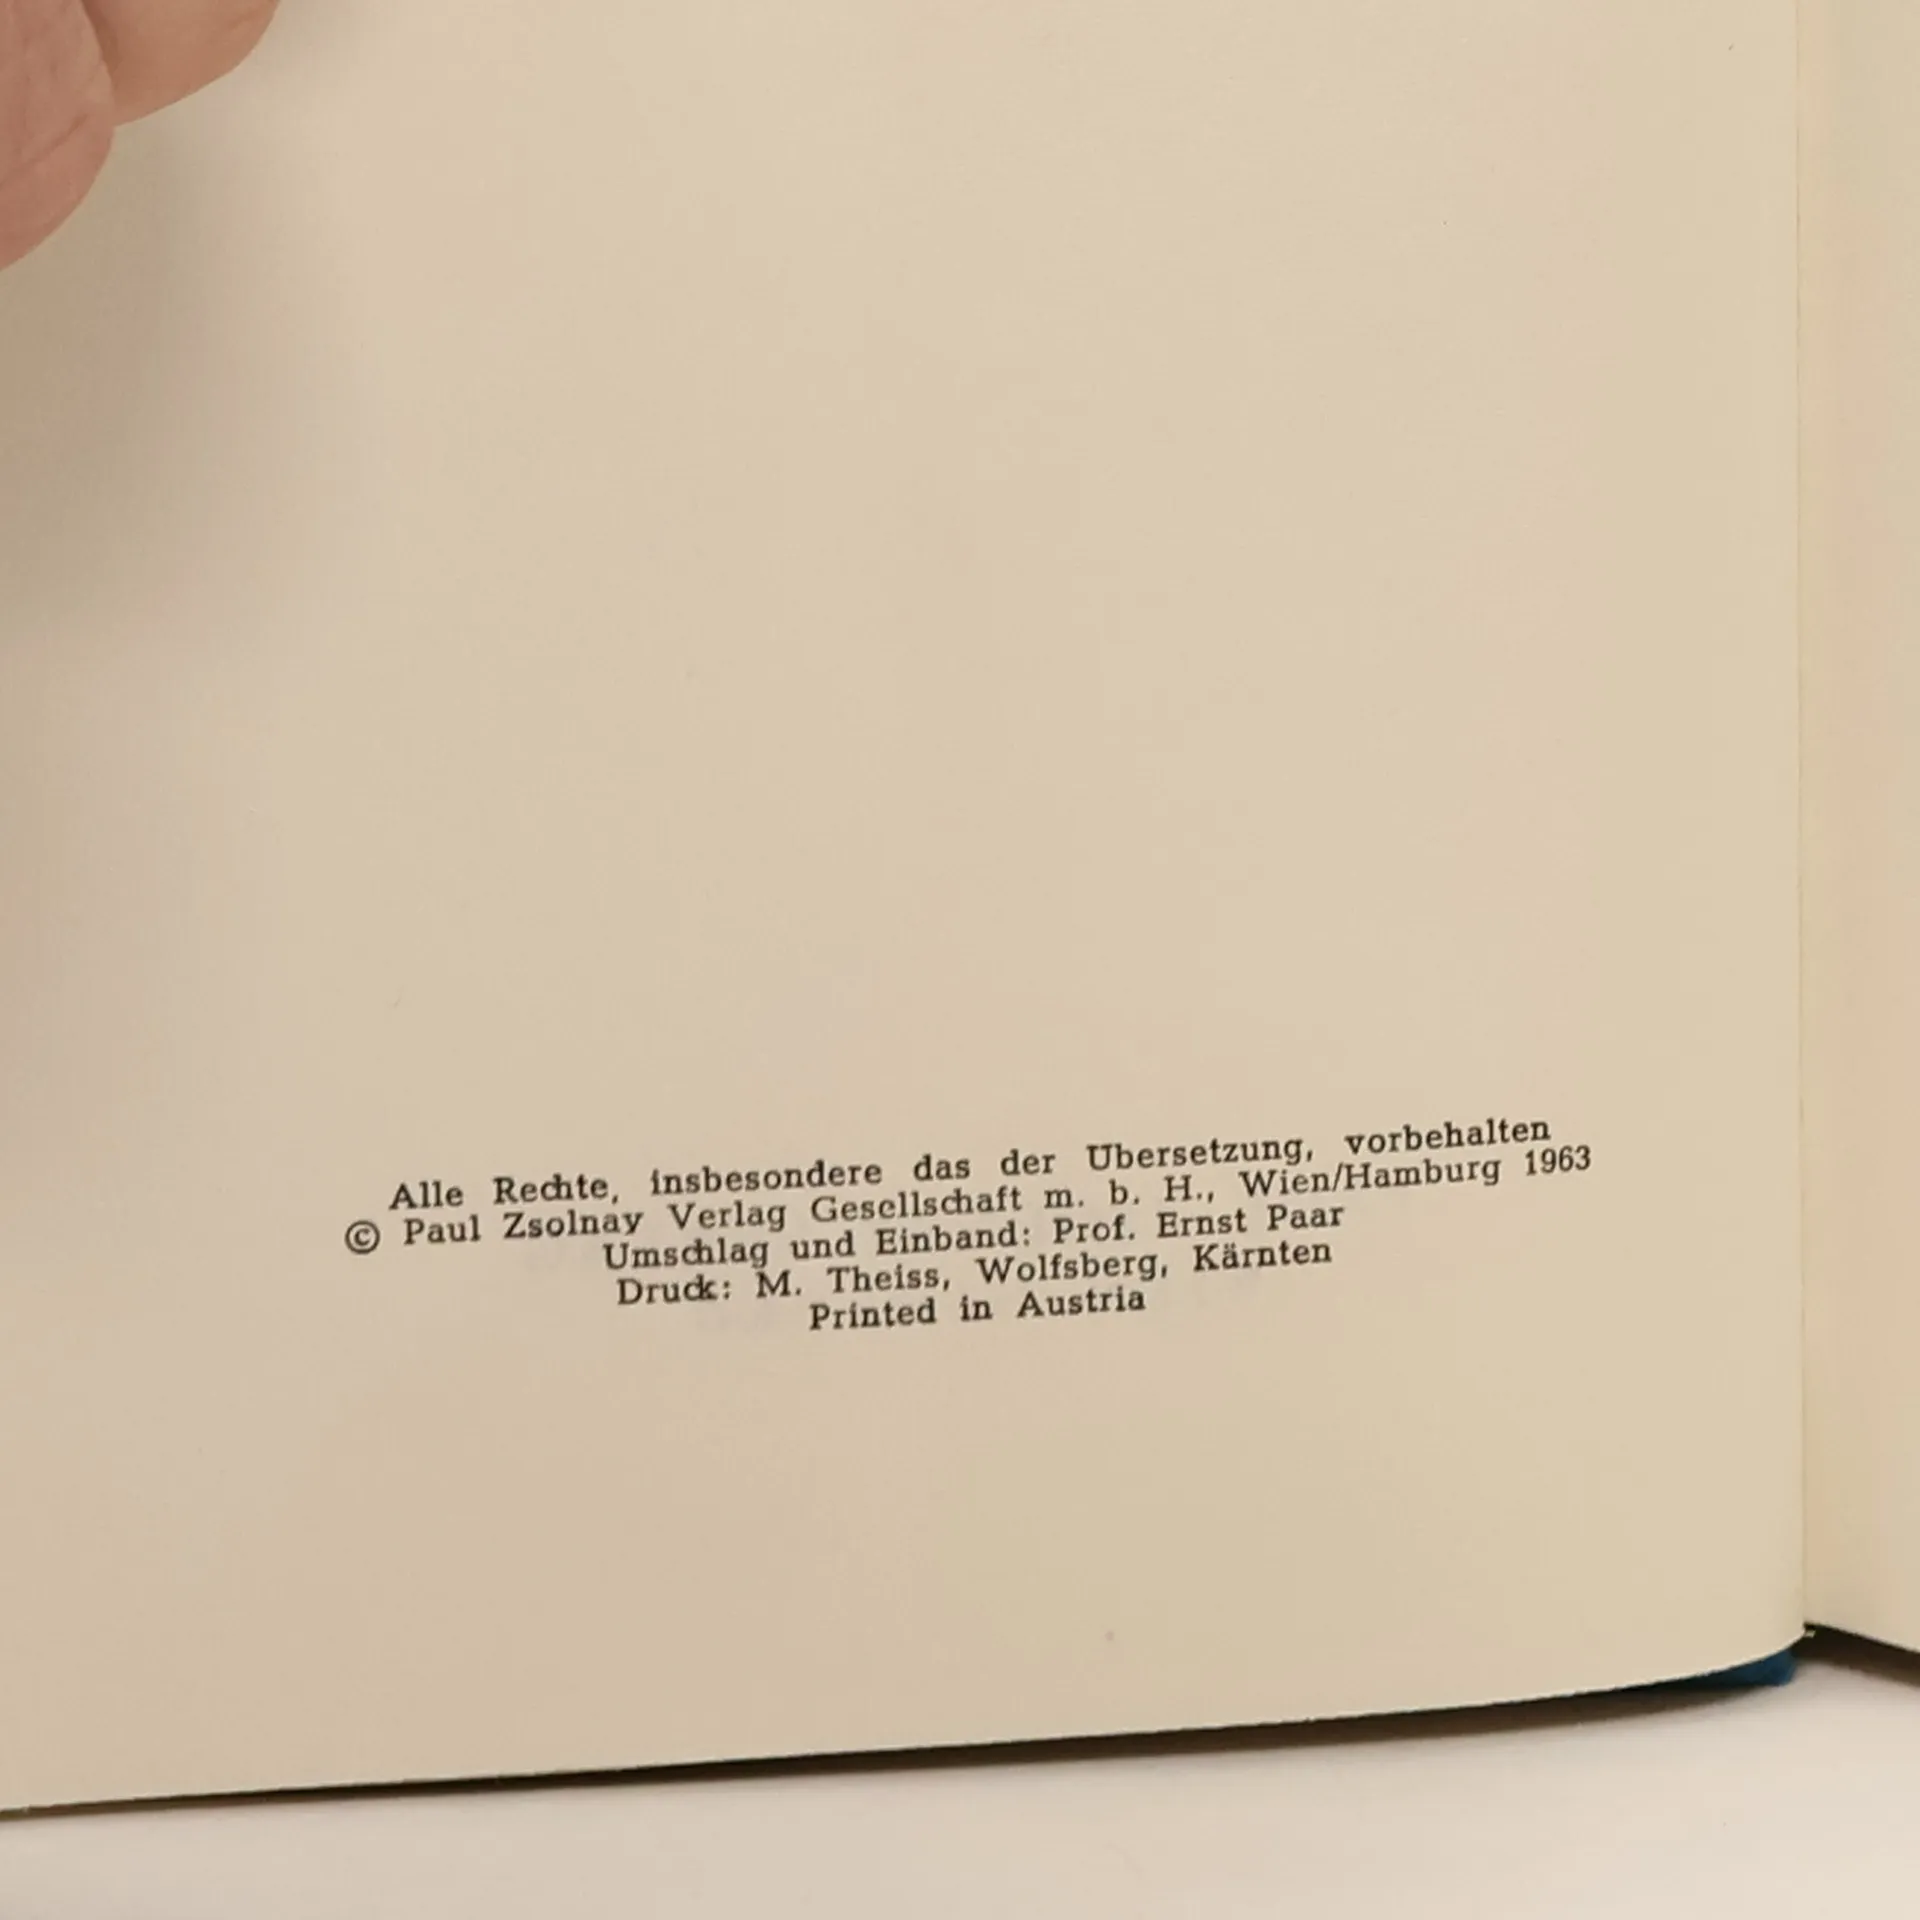 Alle Rechte, insbesondere das der Ubersetzung, vorbehalten
© Paul Zsolnay Verlag Gesellschaft m. b. H., Wien/Hamburg 1963
Umschlag und Einband: Prof. Ernst Paar
Druck: M. Theiss, Wolfsberg, Kärnten
Printed in Austria